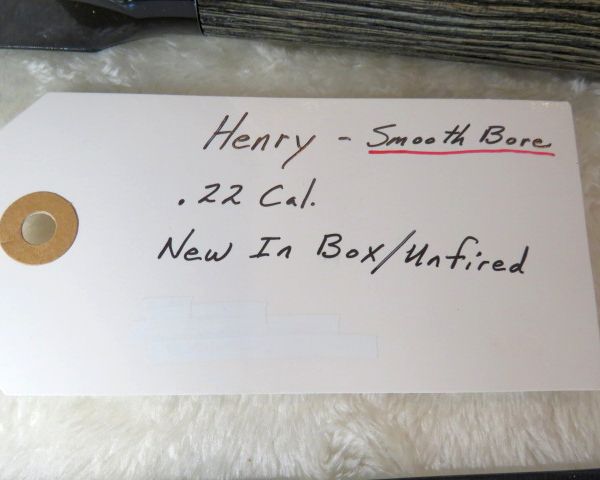 Henry - Smooth Bore
.22 Cal.
New In Box/Unfired